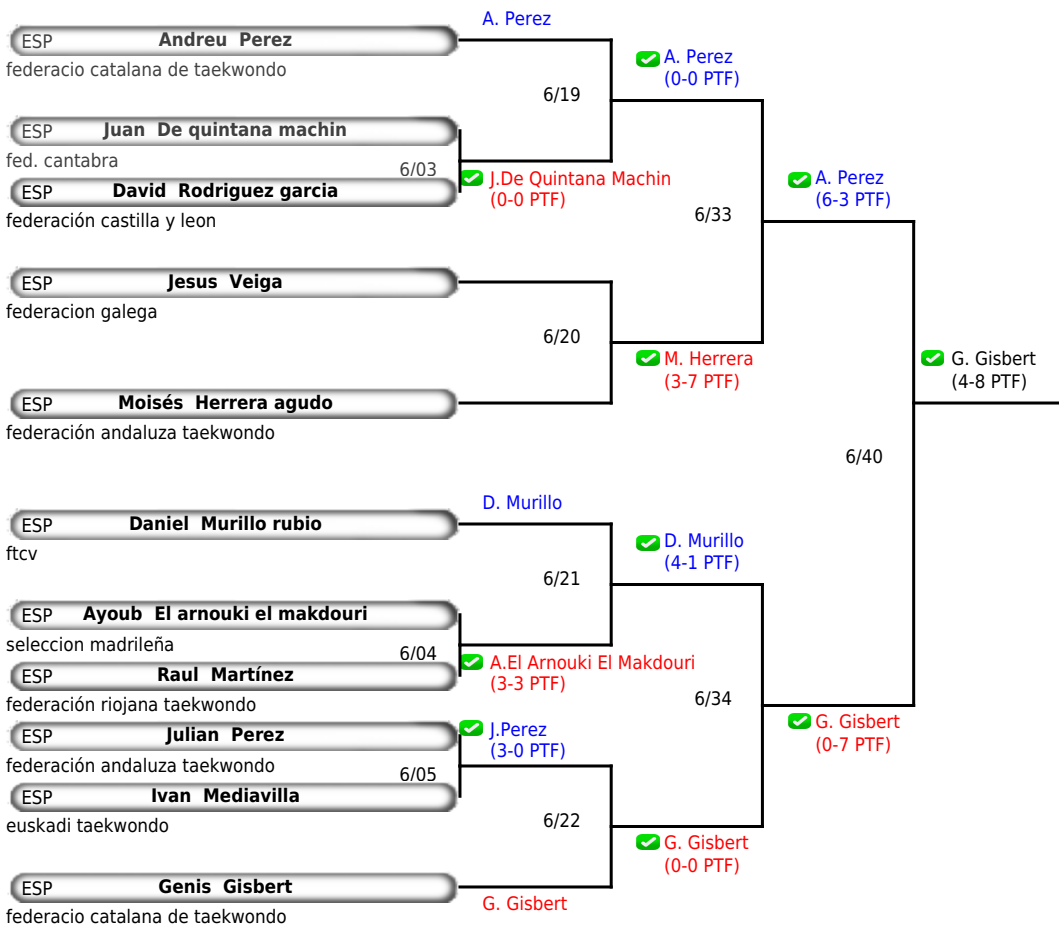 A. Perez
ESP Andreu Perez
federacio catalana de taekwondo
A. Perez
(0-0 PTF)
6/19
ESP Juan De quintana machin
fed. cantabra
6/03
J.De Quintana Machin
(0-0 PTF)
ESP David Rodriguez garcia
federación castilla y leon
A. Perez
(6-3 PTF)
6/33
ESP Jesus Veiga
federacion galega
6/20
M. Herrera
(3-7 PTF)
ESP Moisés Herrera agudo
federación andaluza taekwondo
G. Gisbert
(4-8 PTF)
6/40
D. Murillo
ESP Daniel Murillo rubio
ftcv
D. Murillo
(4-1 PTF)
6/21
ESP Ayoub El arnouki el makdouri
seleccion madrileña
6/04
A.El Arnouki El Makdouri
(3-3 PTF)
ESP Raul Martínez
federación riojana taekwondo
6/34
G. Gisbert
(0-7 PTF)
ESP Julian Perez
J.Perez
(3-0 PTF)
federación andaluza taekwondo
6/05
ESP Ivan Mediavilla
euskadi taekwondo
6/22
G. Gisbert
(0-0 PTF)
ESP Genis Gisbert
G. Gisbert
federacio catalana de taekwondo